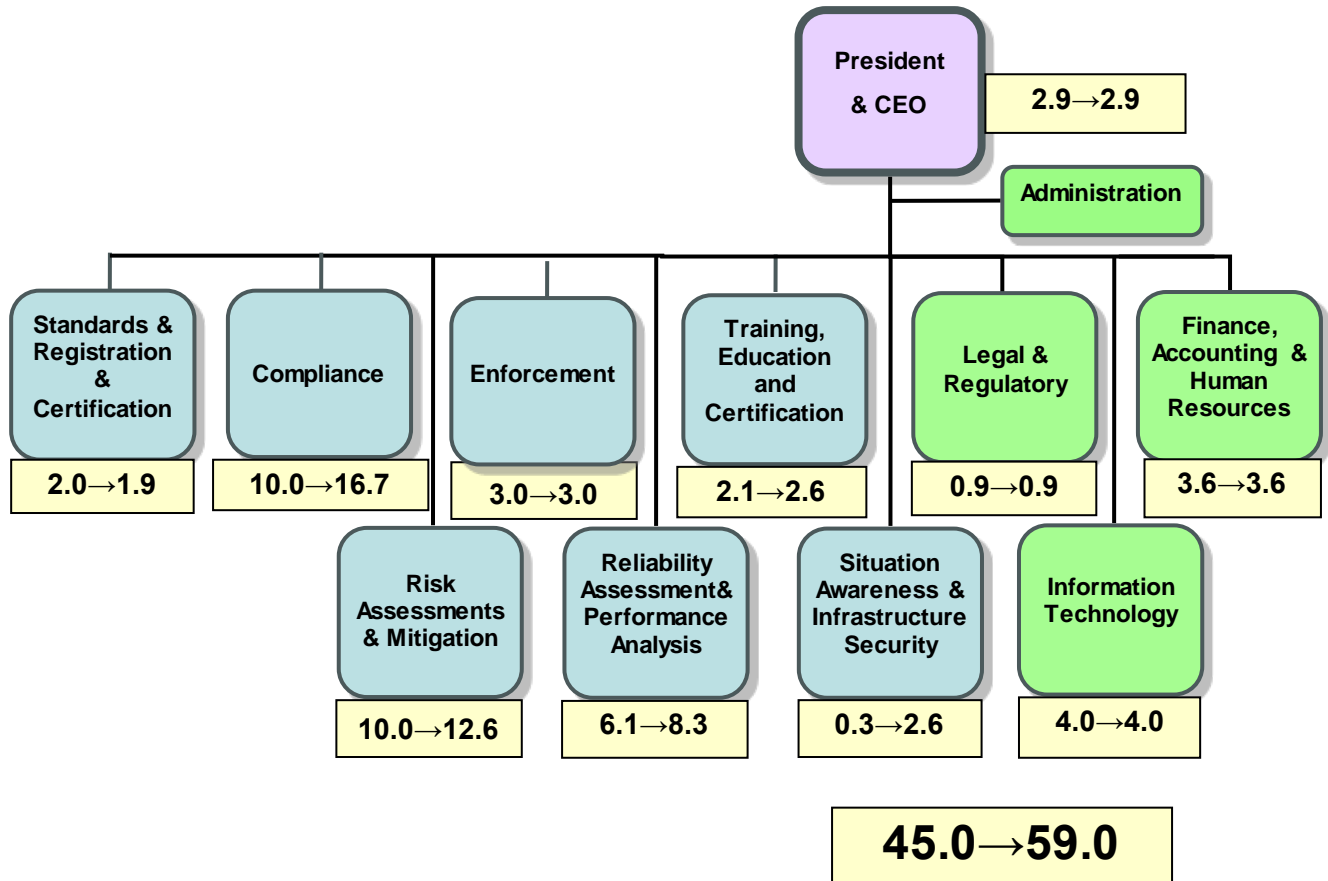 President
& CEO
2.9→2.9
Administration
Standards &
Registration
&
Certification
2.0→1.9
Compliance
10.0→16.7
Enforcement
3.0→3.0
Training,
Education
and
Certification
2.1→2.6
Legal &
Regulatory
0.9→0.9
Finance,
Accounting &
Human
Resources
3.6→3.6
Risk
Assessments
& Mitigation
10.0→12.6
Reliability
Assessment&
Performance
Analysis
6.1→8.3
Situation
Awareness &
Infrastructure
Security
0.3→2.6
Information
Technology
4.0→4.0
45.0→59.0